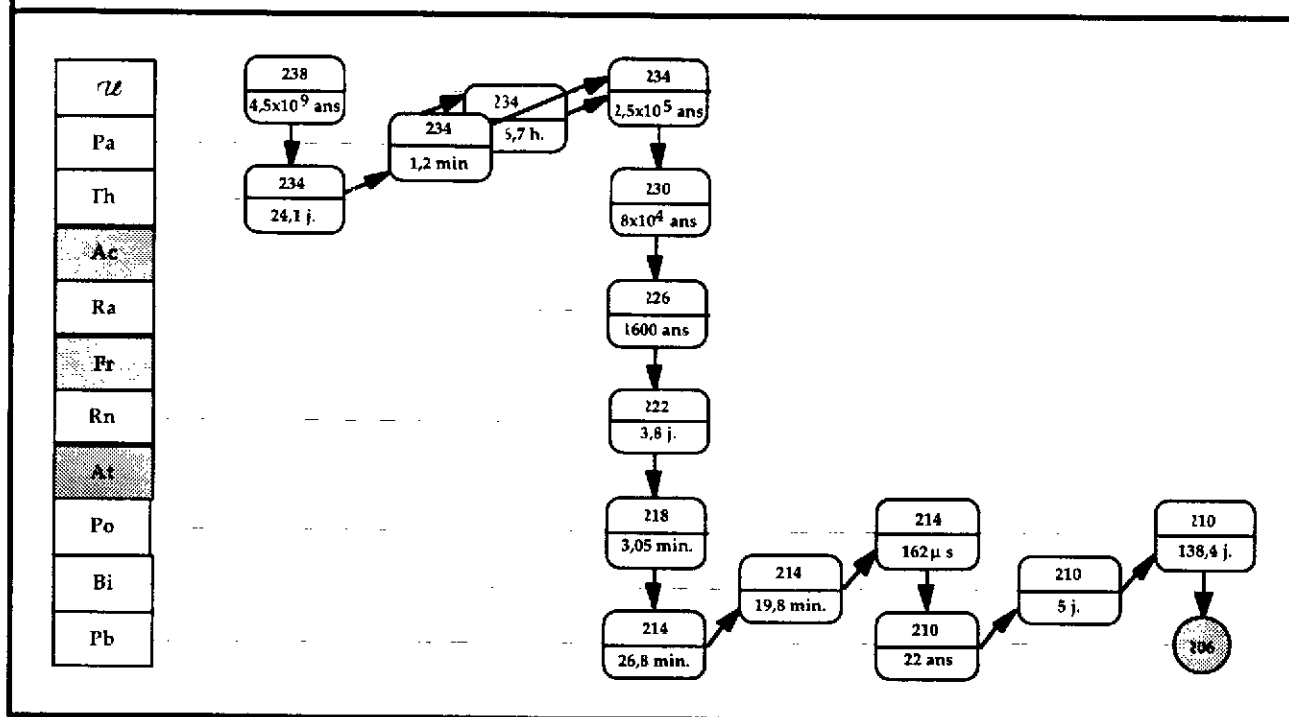 U
Pa
Th
Ac
Ra
Fr
Rn
At
Po
Bi
Pb
238
4,5x10⁹ ans
234
24,1 j.
234
1,2 min
234
6,7 h.
234
2,5x10⁵ ans
230
8x10⁴ ans
226
1600 ans
222
3,8 j.
218
3,05 min.
214
26,8 min.
214
19,8 min.
214
162 µ s
210
22 ans
210
5 j.
210
138,4 j.
206